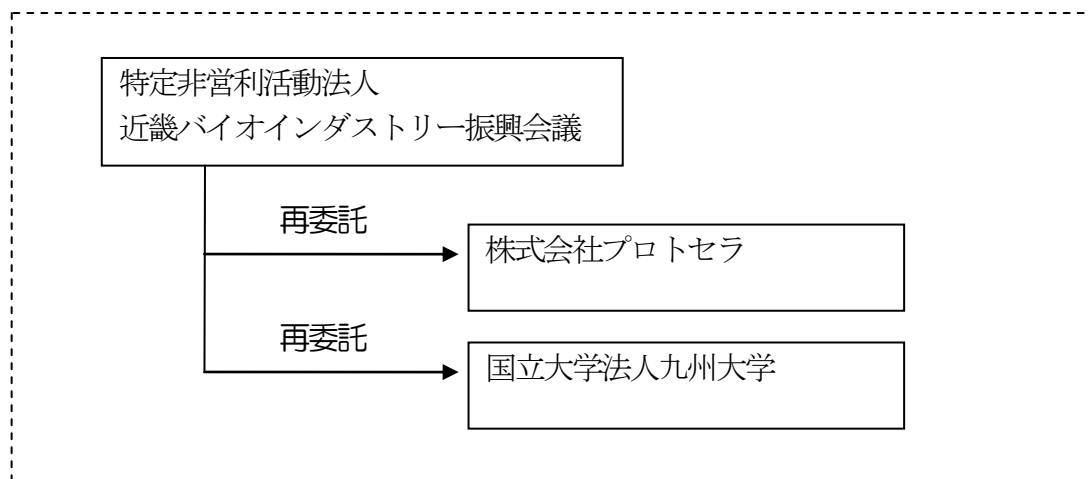 特定非営利活動法人
近畿バイオインダストリー振興会議
再委託
株式会社プロトセラ
再委託
国立大学法人九州大学